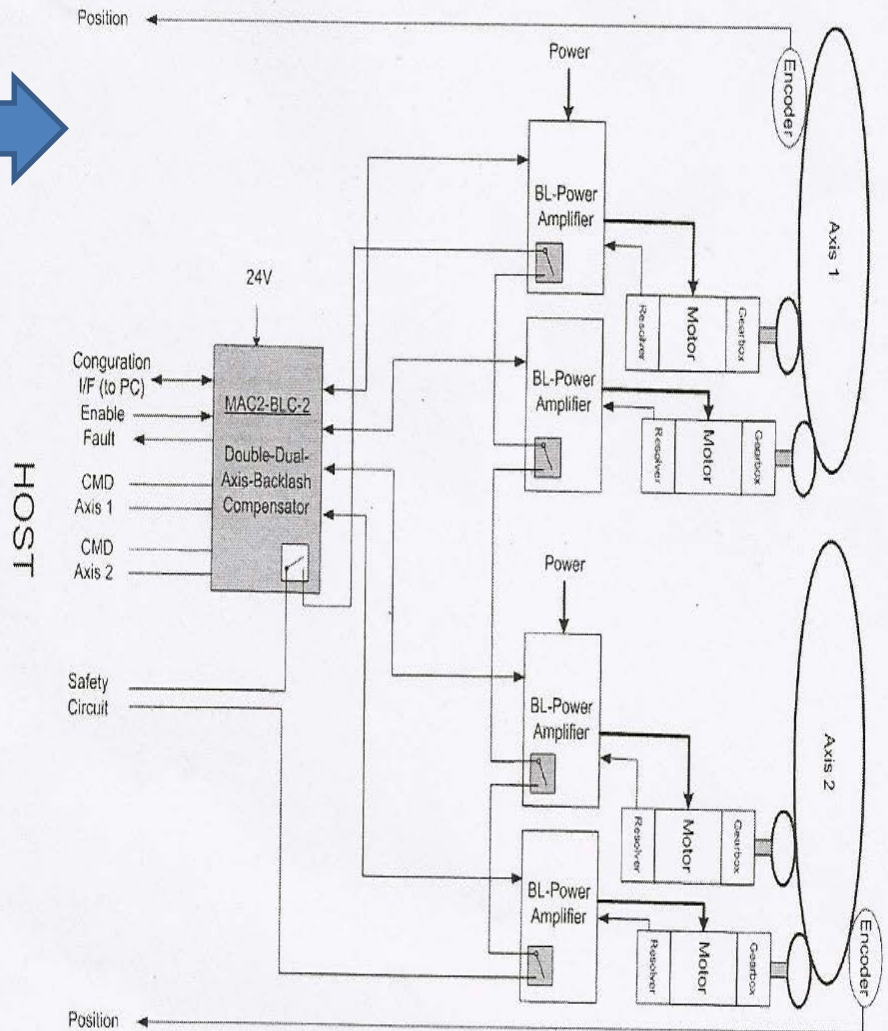 Position
Power
Encoder
Axis 1
BL-Power
Amplifier
Resolver
Motor
Gearbox
24V
BL-Power
Amplifier
Resolver
Motor
Gearbox
Conguration
I/F (to PC)
Enable
Fault
CMD
Axis 1
CMD
Axis 2
MAC2-BLC-2
Double-Dual-
Axis-Backlash
Compensator
HOST
Power
Safety
Circuit
BL-Power
Amplifier
Axis 2
Resolver
Motor
Gearbox
BL-Power
Amplifier
Resolver
Motor
Gearbox
Encoder
Position